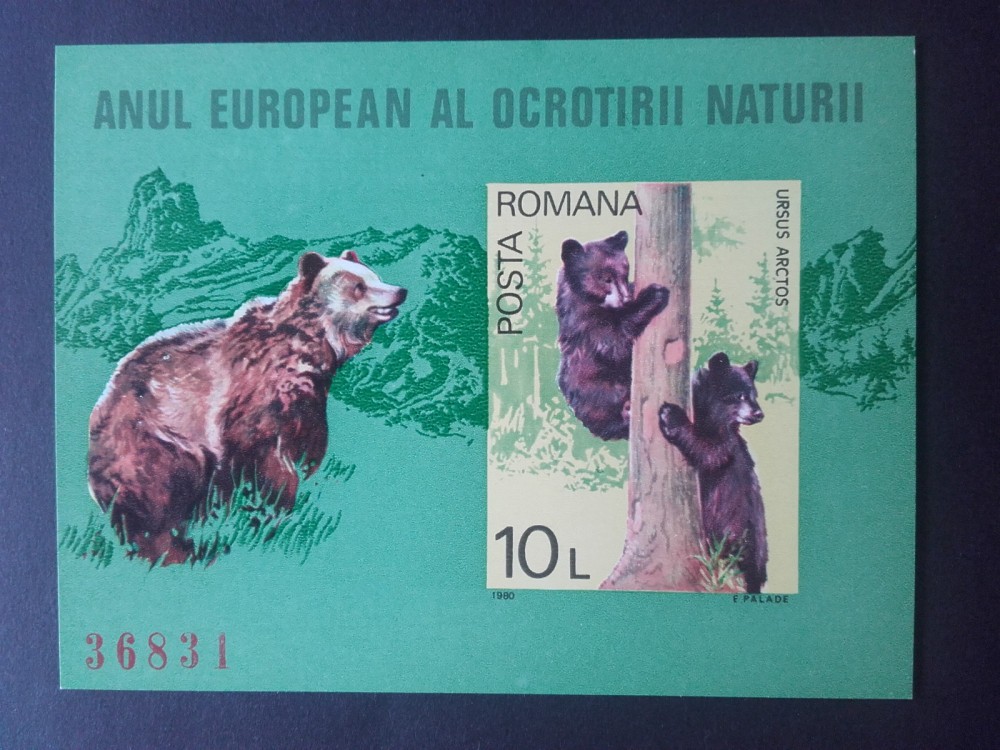 ANUL EUROPEAN AL OCROTIRII NATURII
POSTA ROMANA
URSUS ARCTOS
10 L
1980
E PALADE
36831